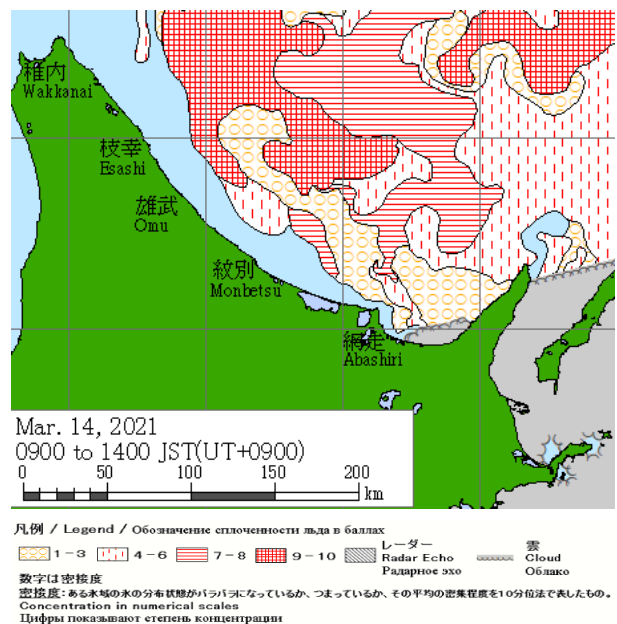 稚内
Wakkanai
枝幸
Esashi
雄武
Omu
紋別
Monbetsu
網走
Abashiri
Mar. 14, 2021
0900 to 1400 JST(UT+0900)
0 50 100 150 200
km
凡例 / Legend / Обозначение сплоченности льда в баллах
1-3 4-6 7-8 9-10 レーダー Radar Echo Радарное эхо 雲 Cloud Облако
数字は密接度
密接度：ある氷域の氷の分布状態がバラバラになっているか、つまっているか、その平均の密集程度を10分位法で表したもの。
Concentration in numerical scales
Цифры показывают степень концентрации